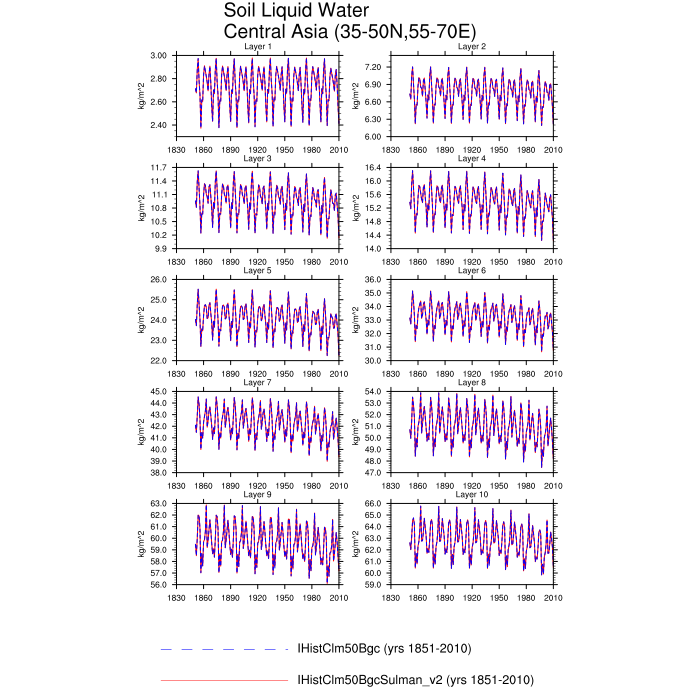 Soil Liquid Water
Central Asia (35-50N,55-70E)
Layer 1
Layer 2
3.00
2.80
2.60
2.40
kg/m^2
7.20
6.90
6.60
6.30
6.00
kg/m^2
1830 1860 1890 1920 1950 1980 2010
1830 1860 1890 1920 1950 1980 2010
Layer 3
Layer 4
11.7
11.4
11.1
10.8
10.5
10.2
9.9
kg/m^2
16.4
16.0
15.6
15.2
14.8
14.4
14.0
kg/m^2
1830 1860 1890 1920 1950 1980 2010
1830 1860 1890 1920 1950 1980 2010
Layer 5
Layer 6
26.0
25.0
24.0
23.0
22.0
kg/m^2
36.0
35.0
34.0
33.0
32.0
31.0
30.0
kg/m^2
1830 1860 1890 1920 1950 1980 2010
1830 1860 1890 1920 1950 1980 2010
Layer 7
Layer 8
45.0
44.0
43.0
42.0
41.0
40.0
39.0
38.0
kg/m^2
54.0
53.0
52.0
51.0
50.0
49.0
48.0
47.0
kg/m^2
1830 1860 1890 1920 1950 1980 2010
1830 1860 1890 1920 1950 1980 2010
Layer 9
Layer 10
63.0
62.0
61.0
60.0
59.0
58.0
57.0
56.0
kg/m^2
66.0
65.0
64.0
63.0
62.0
61.0
60.0
59.0
kg/m^2
1830 1860 1890 1920 1950 1980 2010
1830 1860 1890 1920 1950 1980 2010
IHistClm50Bgc (yrs 1851-2010)
IHistClm50BgcSulman_v2 (yrs 1851-2010)